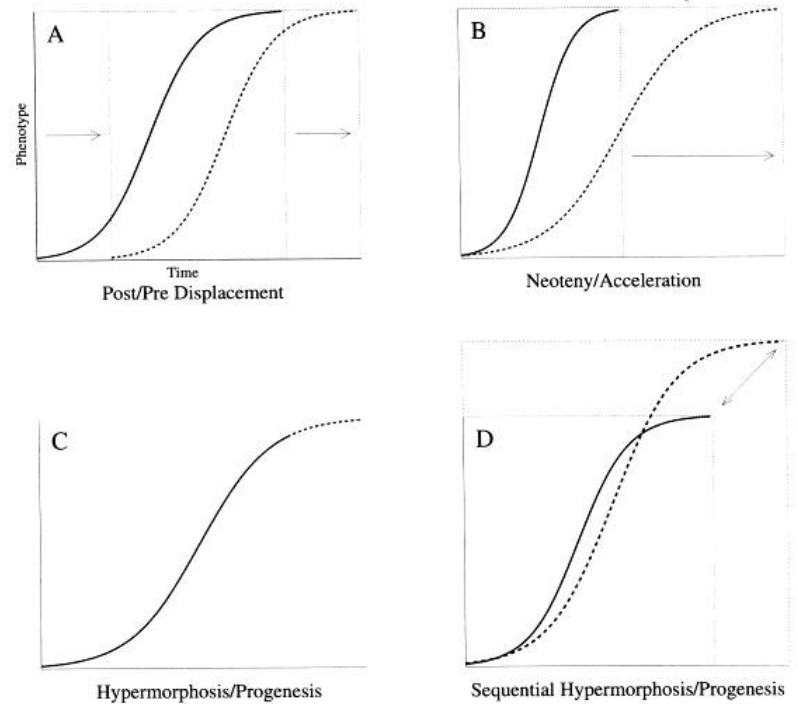 A
B
Phenotype
Time
Post/Pre Displacement
Neoteny/Acceleration
C
D
Hypermorphosis/Progenesis
Sequential Hypermorphosis/Progenesis